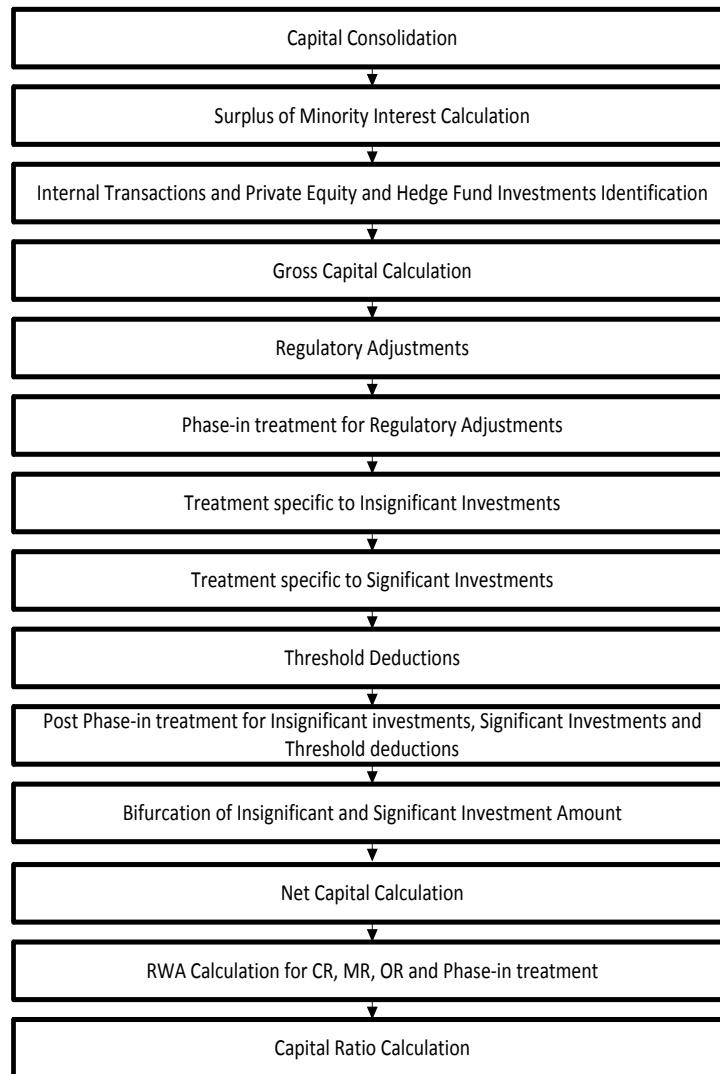 Capital Consolidation
Surplus of Minority Interest Calculation
Internal Transactions and Private Equity and Hedge Fund Investments Identification
Gross Capital Calculation
Regulatory Adjustments
Phase-in treatment for Regulatory Adjustments
Treatment specific to Insignificant Investments
Treatment specific to Significant Investments
Threshold Deductions
Post Phase-in treatment for Insignificant investments, Significant Investments and
Threshold deductions
Bifurcation of Insignificant and Significant Investment Amount
Net Capital Calculation
RWA Calculation for CR, MR, OR and Phase-in treatment
Capital Ratio Calculation